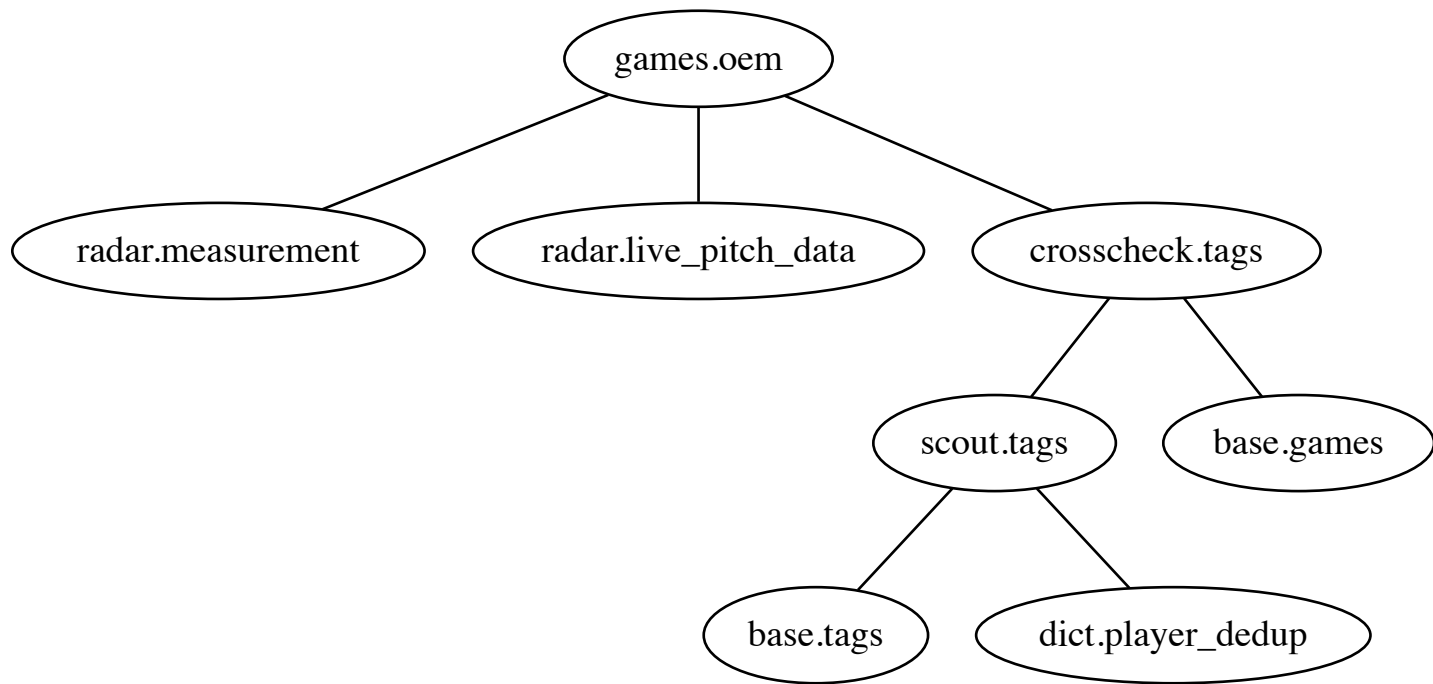 games.oem
radar.measurement
radar.live_pitch_data
crosscheck.tags
scout.tags
base.games
base.tags
dict.player_dedup